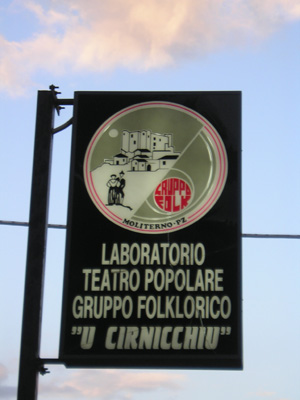 GRUPPO
FOLK
MOLITERNO-PZ
LABORATORIO
TEATRO POPOLARE
GRUPPO FOLKLORICO
"U CIRNICCHIU"